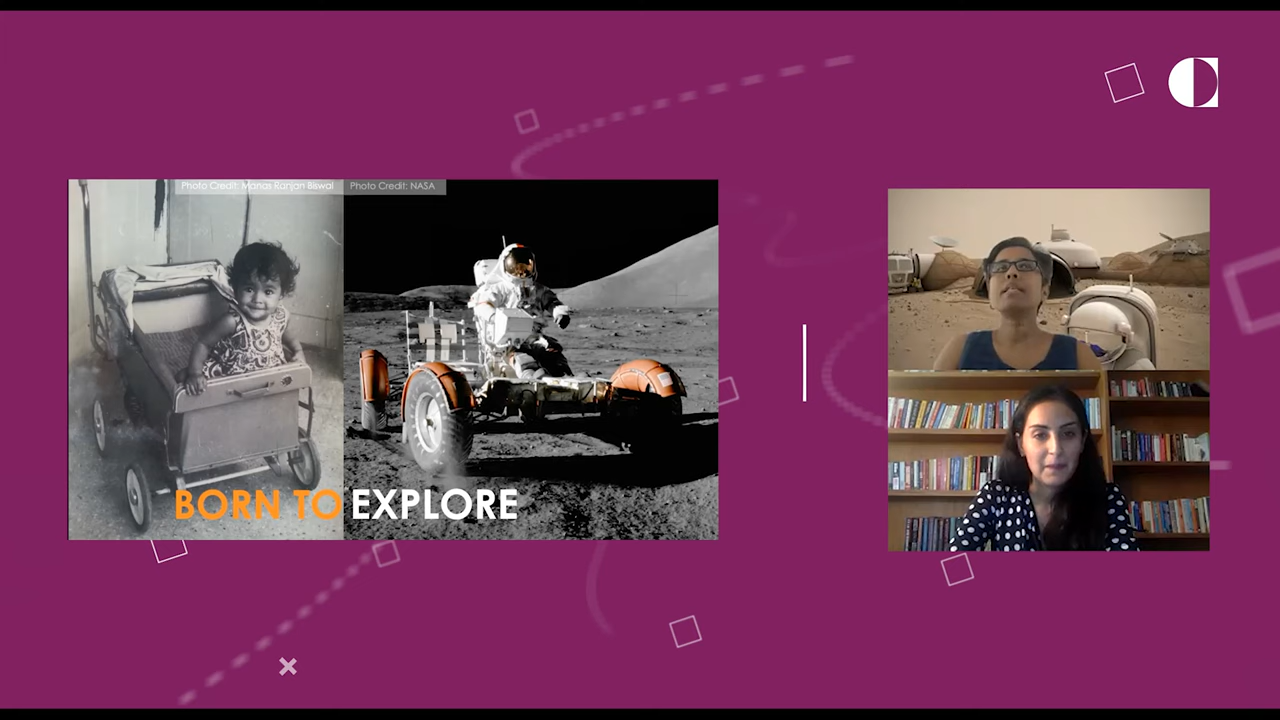 Photo Credit: Manas Ranjan Biswal
Photo Credit: NASA
BORN TO EXPLORE